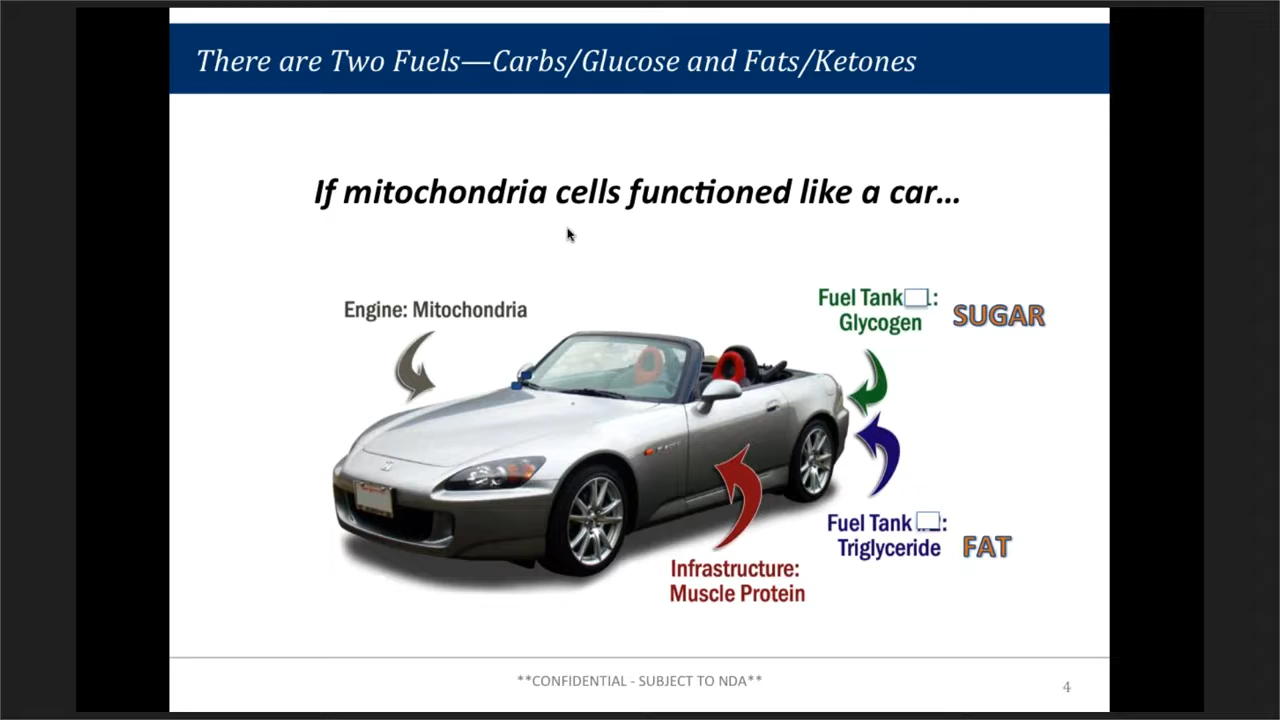 There are Two Fuels—Carbs/Glucose and Fats/Ketones
If mitochondria cells functioned like a car...
Engine: Mitochondria
Fuel Tank :
Glycogen
SUGAR
Fuel Tank :
Triglyceride
FAT
Infrastructure:
Muscle Protein
**CONFIDENTIAL - SUBJECT TO NDA**
4